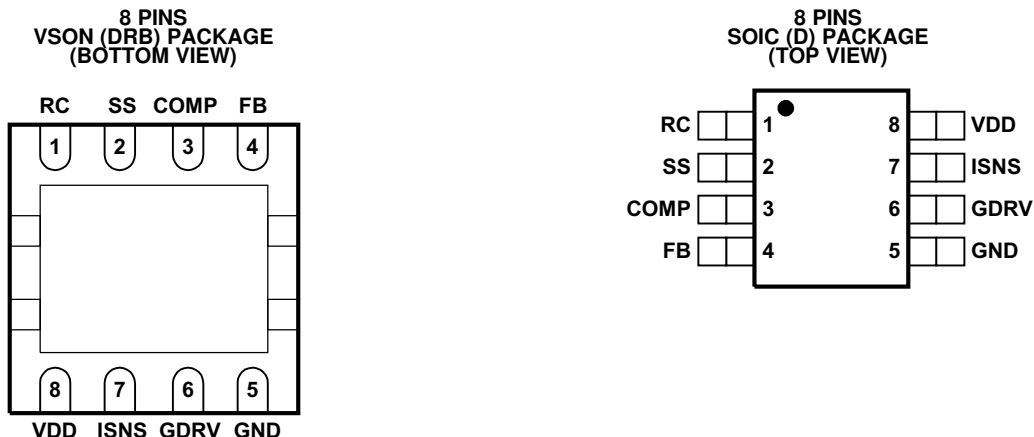 8 PINS
VSON (DRB) PACKAGE
(BOTTOM VIEW)
RC SS COMP FB
1 2 3 4
8 7 6 5
VDD ISNS GDRV GND
8 PINS
SOIC (D) PACKAGE
(TOP VIEW)
RC 1 8 VDD
SS 2 7 ISNS
COMP 3 6 GDRV
FB 4 5 GND